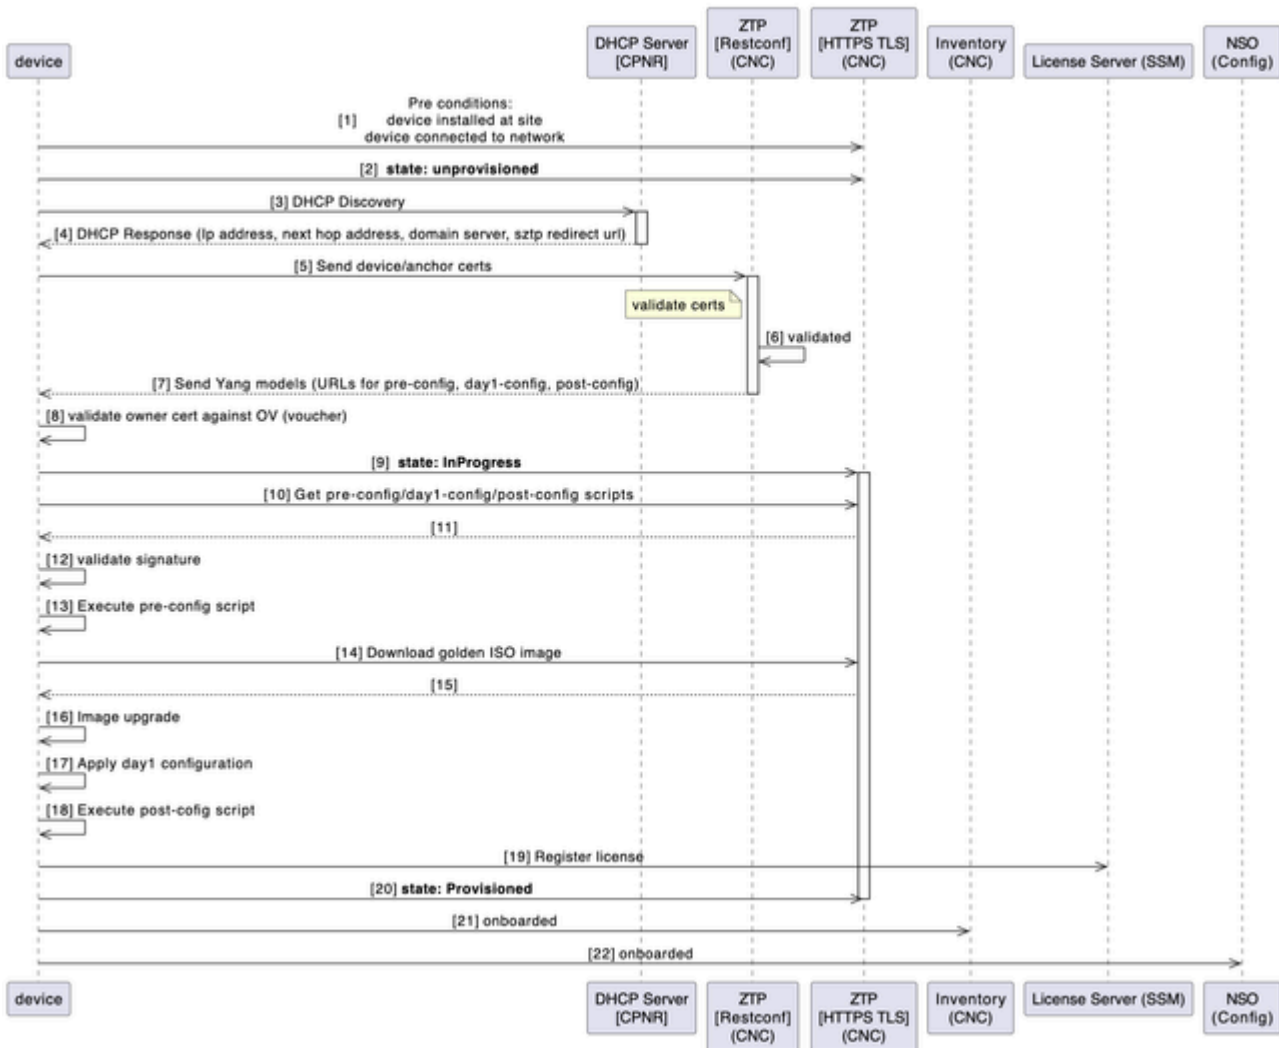 device
DHCP Server
[CPNR]
ZTP
[Restconf]
(CNC)
ZTP
[HTTPS TLS]
(CNC)
Inventory
(CNC)
License Server (SSM)
NSO
(Config)
Pre conditions:
[1] device installed at site
device connected to network
[2] state: unprovisioned
[3] DHCP Discovery
[4] DHCP Response (Ip address, next hop address, domain server, sztp redirect url)
[5] Send device/anchor certs
validate certs
[6] validated
[7] Send Yang models (URLs for pre-config, day1-config, post-config)
[8] validate owner cert against OV (voucher)
[9] state: InProgress
[10] Get pre-config/day1-config/post-config scripts
[11]
[12] validate signature
[13] Execute pre-config script
[14] Download golden ISO image
[15]
[16] Image upgrade
[17] Apply day1 configuration
[18] Execute post-cofig script
[19] Register license
[20] state: Provisioned
[21] onboarded
[22] onboarded
device
DHCP Server
[CPNR]
ZTP
[Restconf]
(CNC)
ZTP
[HTTPS TLS]
(CNC)
Inventory
(CNC)
License Server (SSM)
NSO
(Config)